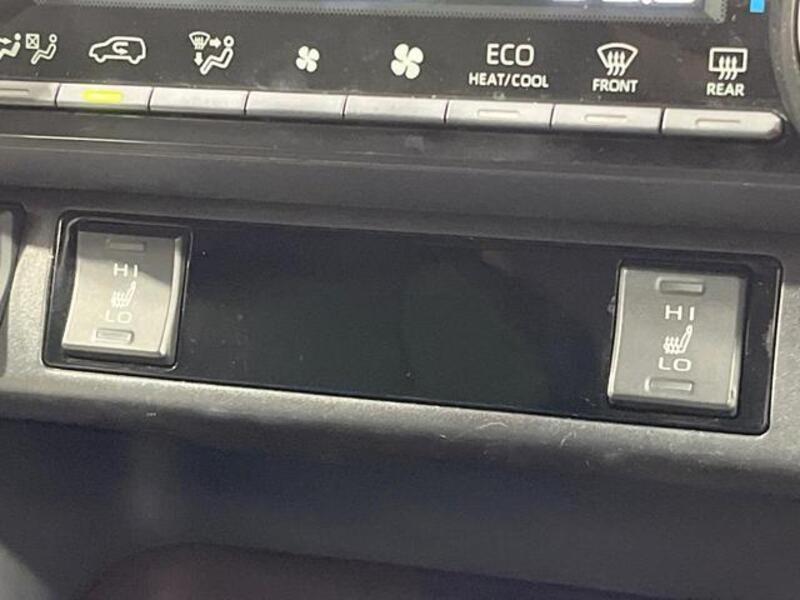 ECO
HEAT/COOL
FRONT
REAR
HI
LO
HI
LO